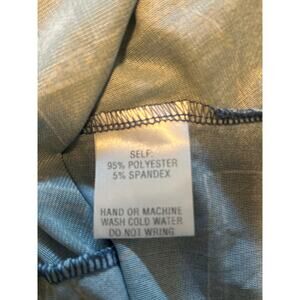 SELF:
95% POLYESTER
5% SPANDEX
HAND OR MACHINE
WASH COLD WATER
DO NOT WRING